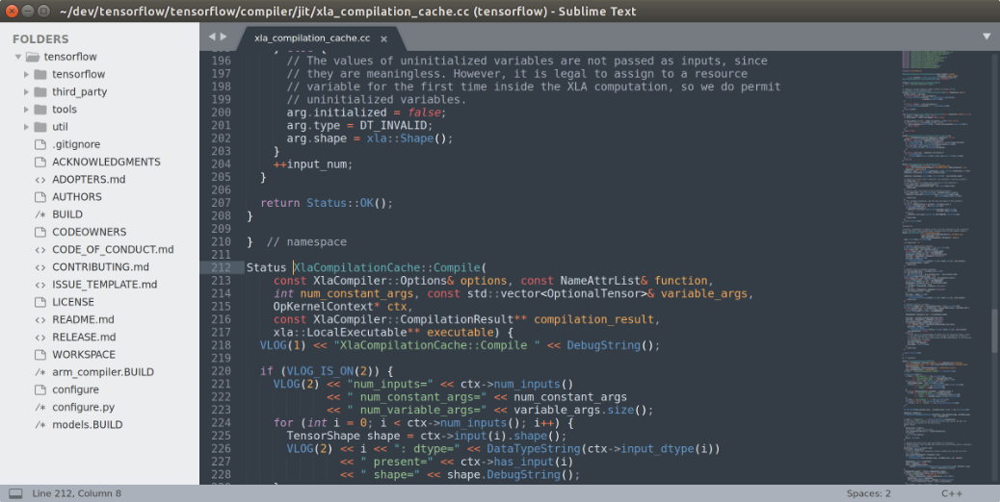 ~/dev/tensorflow/tensorflow/compiler/jit/xla_compilation_cache.cc (tensorflow) - Sublime Text
FOLDERS
tensorflow
tensorflow
third_party
tools
util
.gitignore
ACKNOWLEDGMENTS
<> ADOPTERS.md
AUTHORS
/* BUILD
CODEOWNERS
<> CODE_OF_CONDUCT.md
<> CONTRIBUTING.md
<> ISSUE_TEMPLATE.md
LICENSE
<> README.md
<> RELEASE.md
WORKSPACE
/* arm_compiler.BUILD
configure
/* configure.py
/* models.BUILD
xla_compilation_cache.cc ×
196 // The values of uninitialized variables are not passed as inputs, since
197 // they are meaningless. However, it is legal to assign to a resource
198 // variable for the first time inside the XLA computation, so we do permit
199 // uninitialized variables.
200 arg.initialized = false;
201 arg.type = DT_INVALID;
202 arg.shape = xla::Shape();
203 }
204 ++input_num;
205 }
206
207 return Status::OK();
208 }
209
210 } // namespace
211
212 Status XlaCompilationCache::Compile(
213 const XlaCompiler::Options& options, const NameAttrList& function,
214 int num_constant_args, const std::vector<OptionalTensor>& variable_args,
215 OpKernelContext* ctx,
216 const XlaCompiler::CompilationResult** compilation_result,
217 xla::LocalExecutable** executable) {
218 VLOG(1) << "XlaCompilationCache::Compile " << DebugString();
219
220 if (VLOG_IS_ON(2)) {
221 VLOG(2) << "num_inputs=" << ctx->num_inputs()
222 << " num_constant_args=" << num_constant_args
223 << " num_variable_args=" << variable_args.size();
224 for (int i = 0; i < ctx->num_inputs(); i++) {
225 TensorShape shape = ctx->input(i).shape();
226 VLOG(2) << i << ": dtype=" << DataTypeString(ctx->input_dtype(i))
227 << " present=" << ctx->has_input(i)
228 << " shape=" << shape.DebugString();
Line 212, Column 8
Spaces: 2
C++